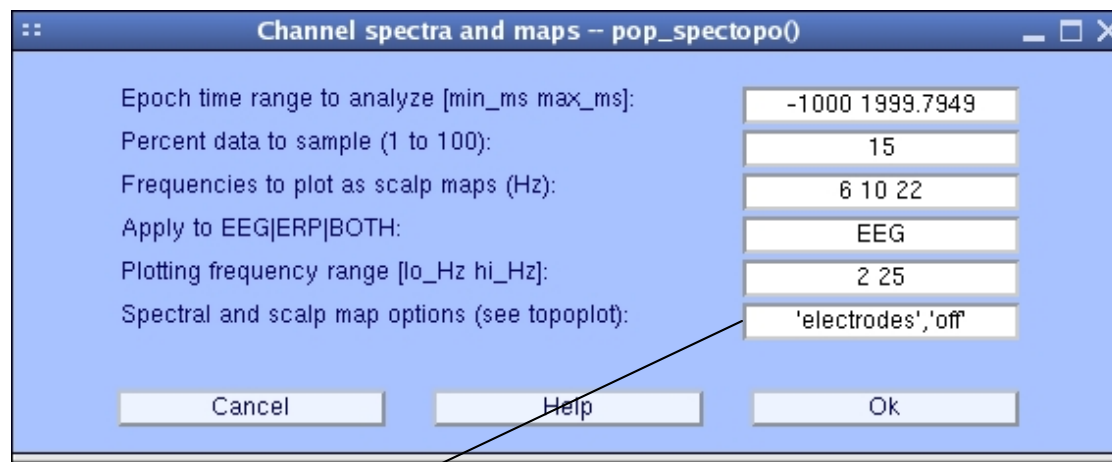 Channel spectra and maps -- pop_spectopo()
Epoch time range to analyze [min_ms max_ms]: -1000 1999.7949
Percent data to sample (1 to 100): 15
Frequencies to plot as scalp maps (Hz): 6 10 22
Apply to EEG|ERP|BOTH: EEG
Plotting frequency range [lo_Hz hi_Hz]: 2 25
Spectral and scalp map options (see topoplot): 'electrodes','off'
Cancel Help Ok